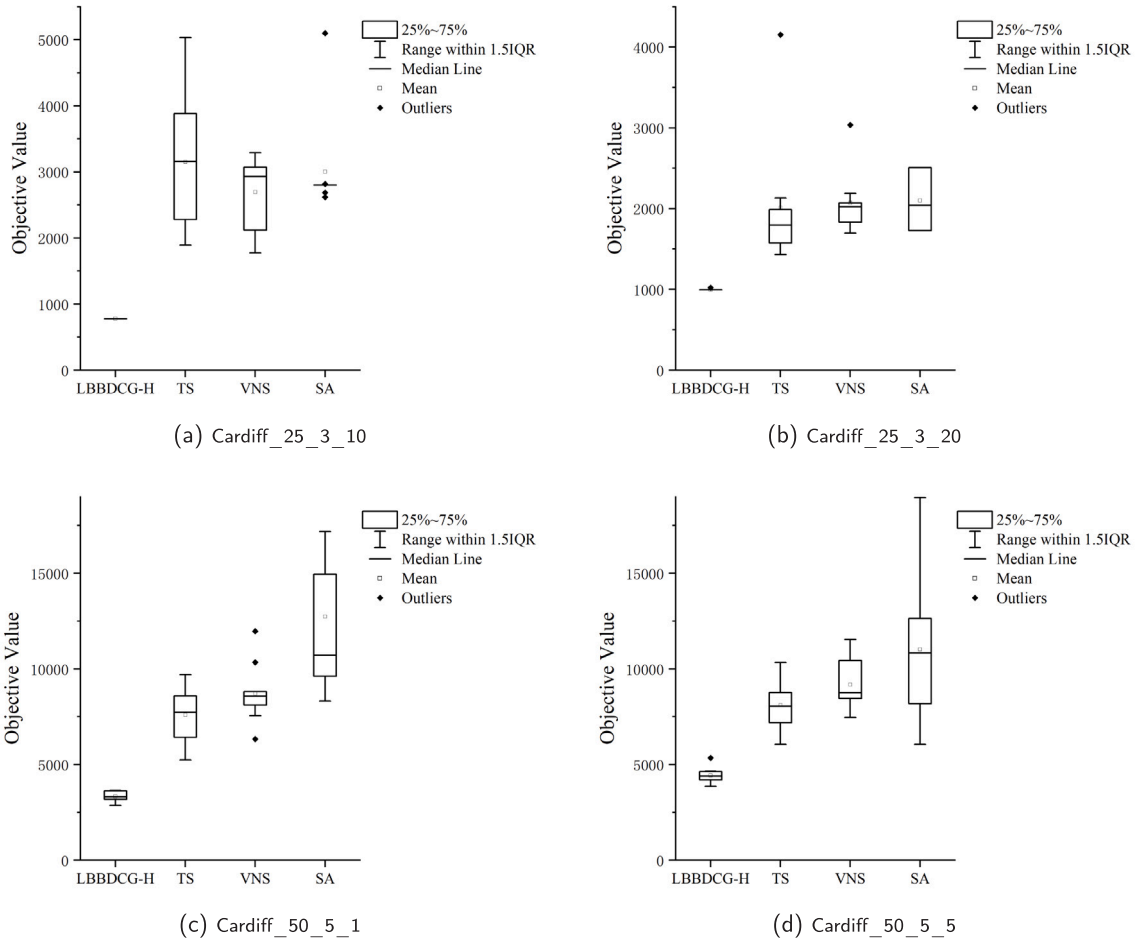 Objective Value
5000
4000
3000
2000
1000
0
LBBDCG-H TS VNS SA
25%~75%
Range within 1.5IQR
Median Line
Mean
Outliers
(a) Cardiff_25_3_10
Objective Value
4000
3000
2000
1000
0
LBBDCG-H TS VNS SA
25%~75%
Range within 1.5IQR
Median Line
Mean
Outliers
(b) Cardiff_25_3_20
Objective Value
15000
10000
5000
0
LBBDCG-H TS VNS SA
25%~75%
Range within 1.5IQR
Median Line
Mean
Outliers
(c) Cardiff_50_5_1
Objective Value
15000
10000
5000
0
LBBDCG-H TS VNS SA
25%~75%
Range within 1.5IQR
Median Line
Mean
Outliers
(d) Cardiff_50_5_5